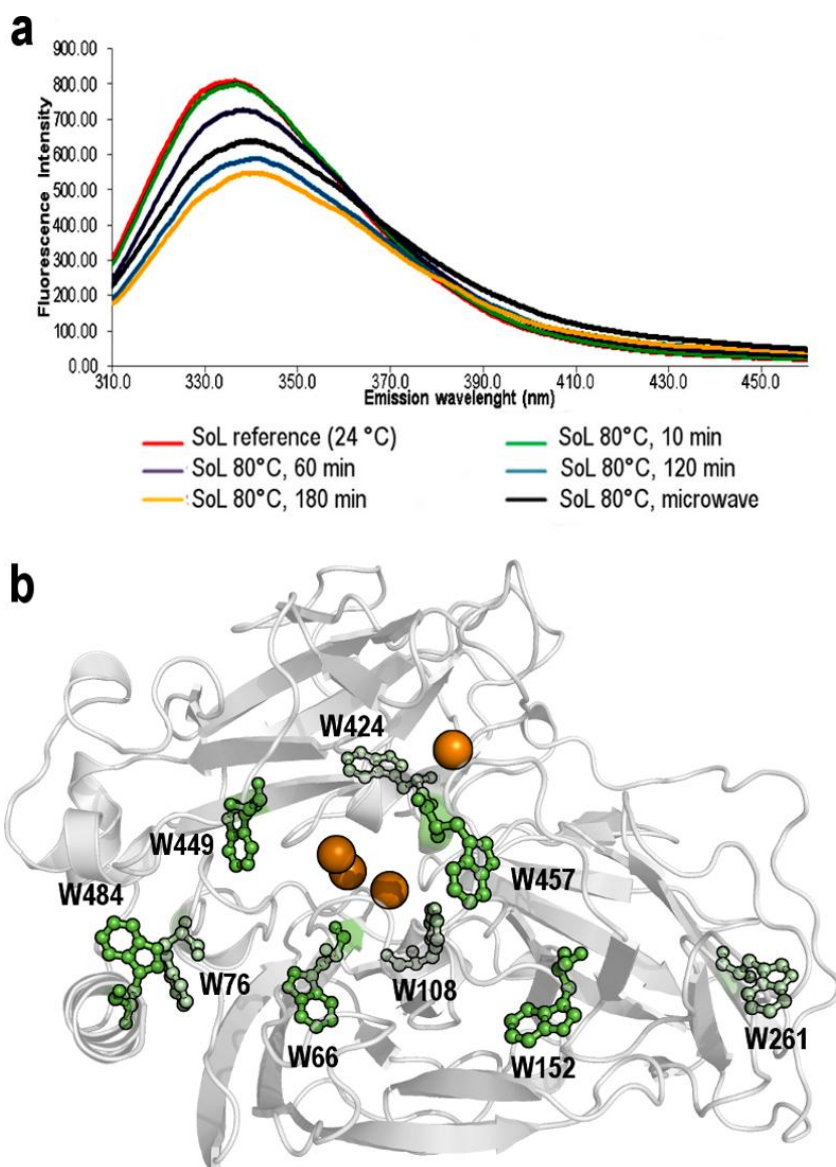 a
900.00
800.00
700.00
600.00
500.00
400.00
300.00
200.00
100.00
0.00
Fluorescence Intensity
310.0 330.0 350.0 370.0 390.0 410.0 430.0 450.0
Emission wavelenght (nm)
SoL reference (24 °C) SoL 80°C, 10 min
SoL 80°C, 60 min SoL 80°C, 120 min
SoL 80°C, 180 min SoL 80°C, microwave
b
W424
W449
W484
W457
W76
W108
W66
W152
W261